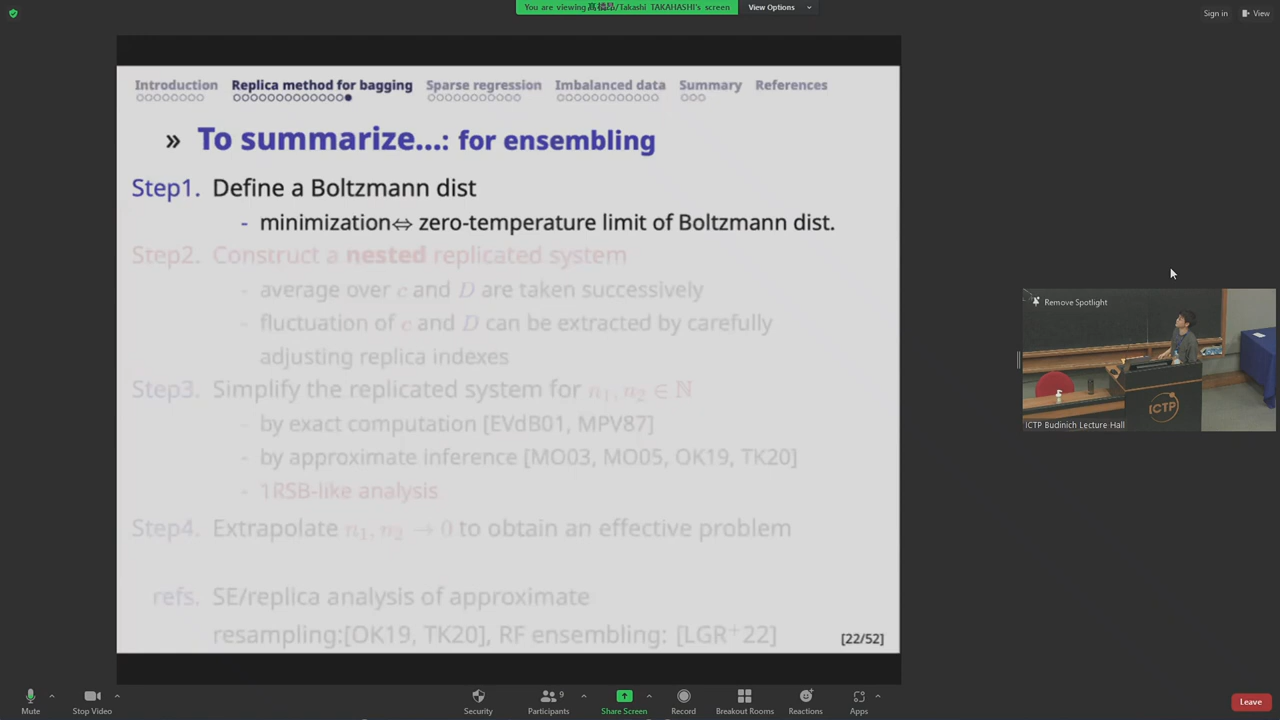 You are viewing 髙橋昂/Takashi TAKAHASHI's screen
View Options
Sign in
View
Introduction
Replica method for bagging
Sparse regression
Imbalanced data
Summary
References
» To summarize...: for ensembling
Step1. Define a Boltzmann dist
- minimization⇔ zero-temperature limit of Boltzmann dist.
Step2. Construct a nested replicated system
- average over c and D are taken successively
- fluctuation of c and D can be extracted by carefully
adjusting replica indexes
Step3. Simplify the replicated system for n₁, n₂ ∈ ℕ
- by exact computation [EVdB01, MPV87]
- by approximate inference [MO03, MO05, OK19, TK20]
- 1RSB-like analysis
Step4. Extrapolate n₁, n₂ → 0 to obtain an effective problem
refs. SE/replica analysis of approximate
resampling:[OK19, TK20], RF ensembling: [LGR⁺22]
[22/52]
Remove Spotlight
ICTP
ICTP Budinich Lecture Hall
Mute
Stop Video
Security
Participants
9
Share Screen
Record
Breakout Rooms
Reactions
Apps
Leave